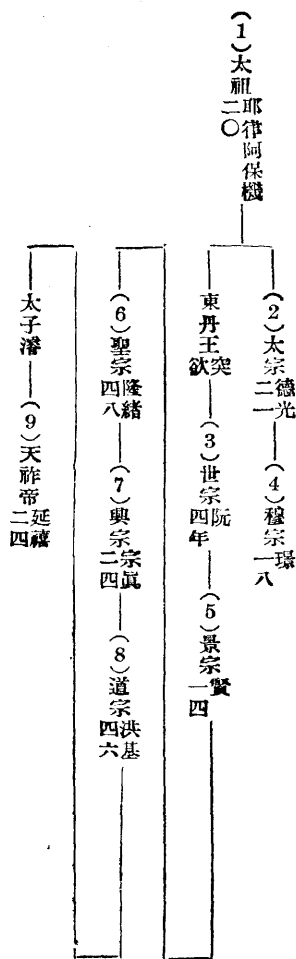 (1)太祖耶律阿保機二〇
(2)太宗德光二一
(4)穆宗璟一八
東丹王突欲
(3)世宗阮四年
(5)景宗賢一四
(6)聖宗隆緒四八
(7)興宗宗眞二四
(8)道宗洪基四六
太子濬
(9)天祚帝延禧二四